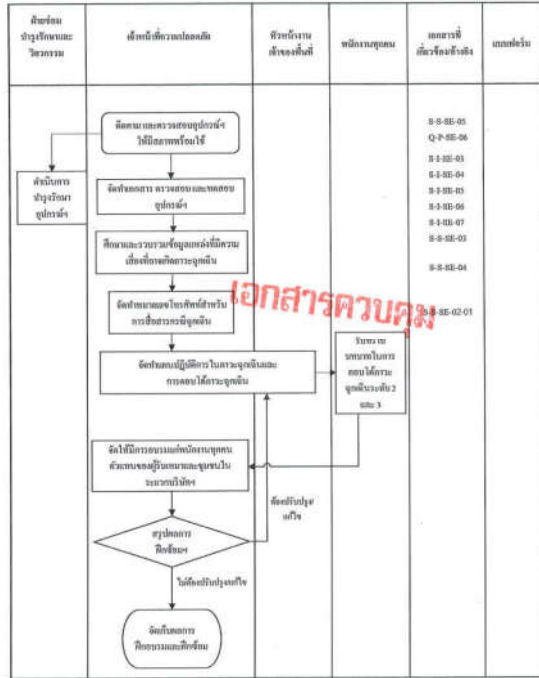 ฝ่ายซ่อม
บำรุงรักษาและ
วิศวกรรม
เจ้าหน้าที่ความปลอดภัย
หัวหน้างาน
เจ้าของพื้นที่
พนักงานทุกคน
เอกสารที่
เกี่ยวข้อง/อ้างอิง
แบบฟอร์ม
ติดตามและตรวจสอบอุปกรณ์ฯ
ให้มีสภาพพร้อมใช้
ดำเนินการ
บำรุงรักษา
อุปกรณ์ฯ
จัดทำเอกสาร ตรวจสอบและทดสอบ
อุปกรณ์ฯ
ศึกษาและรวบรวมข้อมูลแหล่งที่มีความ
เสี่ยงที่อาจเกิดภาวะฉุกเฉิน
จัดทำหมายเลขโทรศัพท์สำหรับ
การสื่อสารกรณีฉุกเฉิน
จัดทำแผนปฏิบัติการในภาวะฉุกเฉินและ
การตอบโต้ภาวะฉุกเฉิน
รับทราบ
บทบาทในการ
ตอบโต้ภาวะ
ฉุกเฉินระดับ 2
และ 3
จัดให้มีการอบรมแก่พนักงานทุกคน
ตัวแทนของผู้รับเหมาและชุมชนใน
ระแวกบริษัทฯ
ต้องปรับปรุง/
แก้ไข
สรุปผลการ
ฝึกซ้อมฯ
ไม่ต้องปรับปรุงแก้ไข
จัดเก็บผลการ
ฝึกอบรมและฝึกซ้อม
S-S-SE-05
Q-P-SE-06
S-I-SE-03
S-I-SE-04
S-I-SE-05
S-I-SE-06
S-I-SE-07
S-S-SE-03
S-S-SE-04
S-S-SE-02-01
เอกสารควบคุม